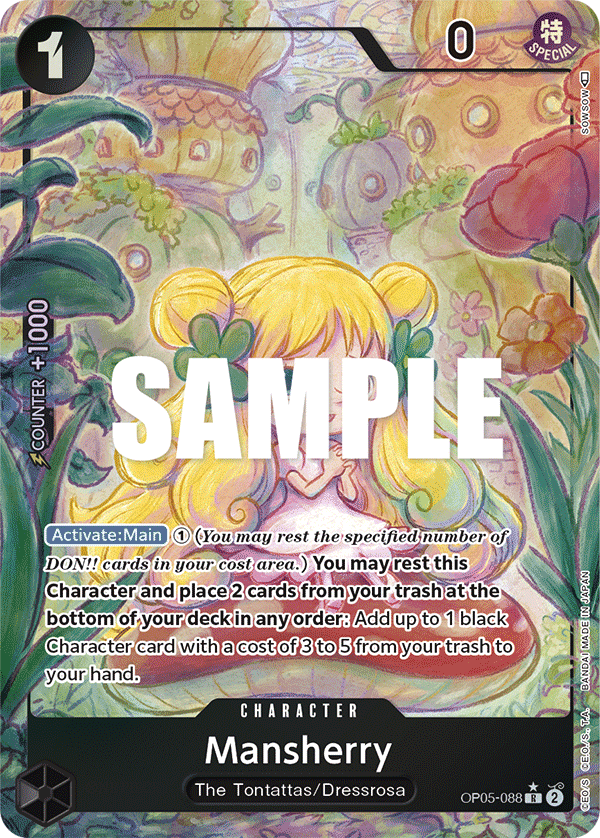 1
0
特
SPECIAL
SOWSOW
COUNTER +1000
SAMPLE
Activate:Main ① (You may rest the specified number of
DON!! cards in your cost area.) You may rest this
Character and place 2 cards from your trash at the
bottom of your deck in any order: Add up to 1 black
Character card with a cost of 3 to 5 from your trash to
your hand.
©E.O./S. ©E.O./S., T.A. BANDAI MADE IN JAPAN
CHARACTER
Mansherry
The Tontattas/Dressrosa
OP05-088 R 2